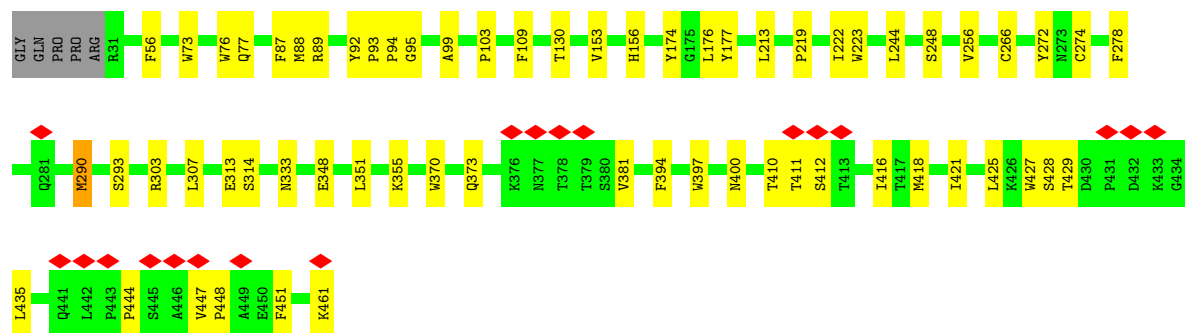 GLY GLN PRO PRO ARG R31 F56 W73 W76 Q77 F87 M88 R89 Y92 P93 P94 G95 A99 P103 F109 T130 V153 H156 Y174 G175 L176 Y177 L213 P219 I222 W223 L244 S248 V256 C266 Y272 N273 C274 F278
Q281 M290 S293 R303 L307 E313 S314 N333 E348 L351 K355 W370 Q373 K376 N377 T378 T379 S380 V381 F394 W397 N400 T410 T411 S412 T413 I416 T417 M418 I421 L425 K426 W427 S428 T429 D430 P431 D432 K433 G434
L435 Q441 L442 P443 P444 S445 A446 V447 P448 A449 E450 F451 K461